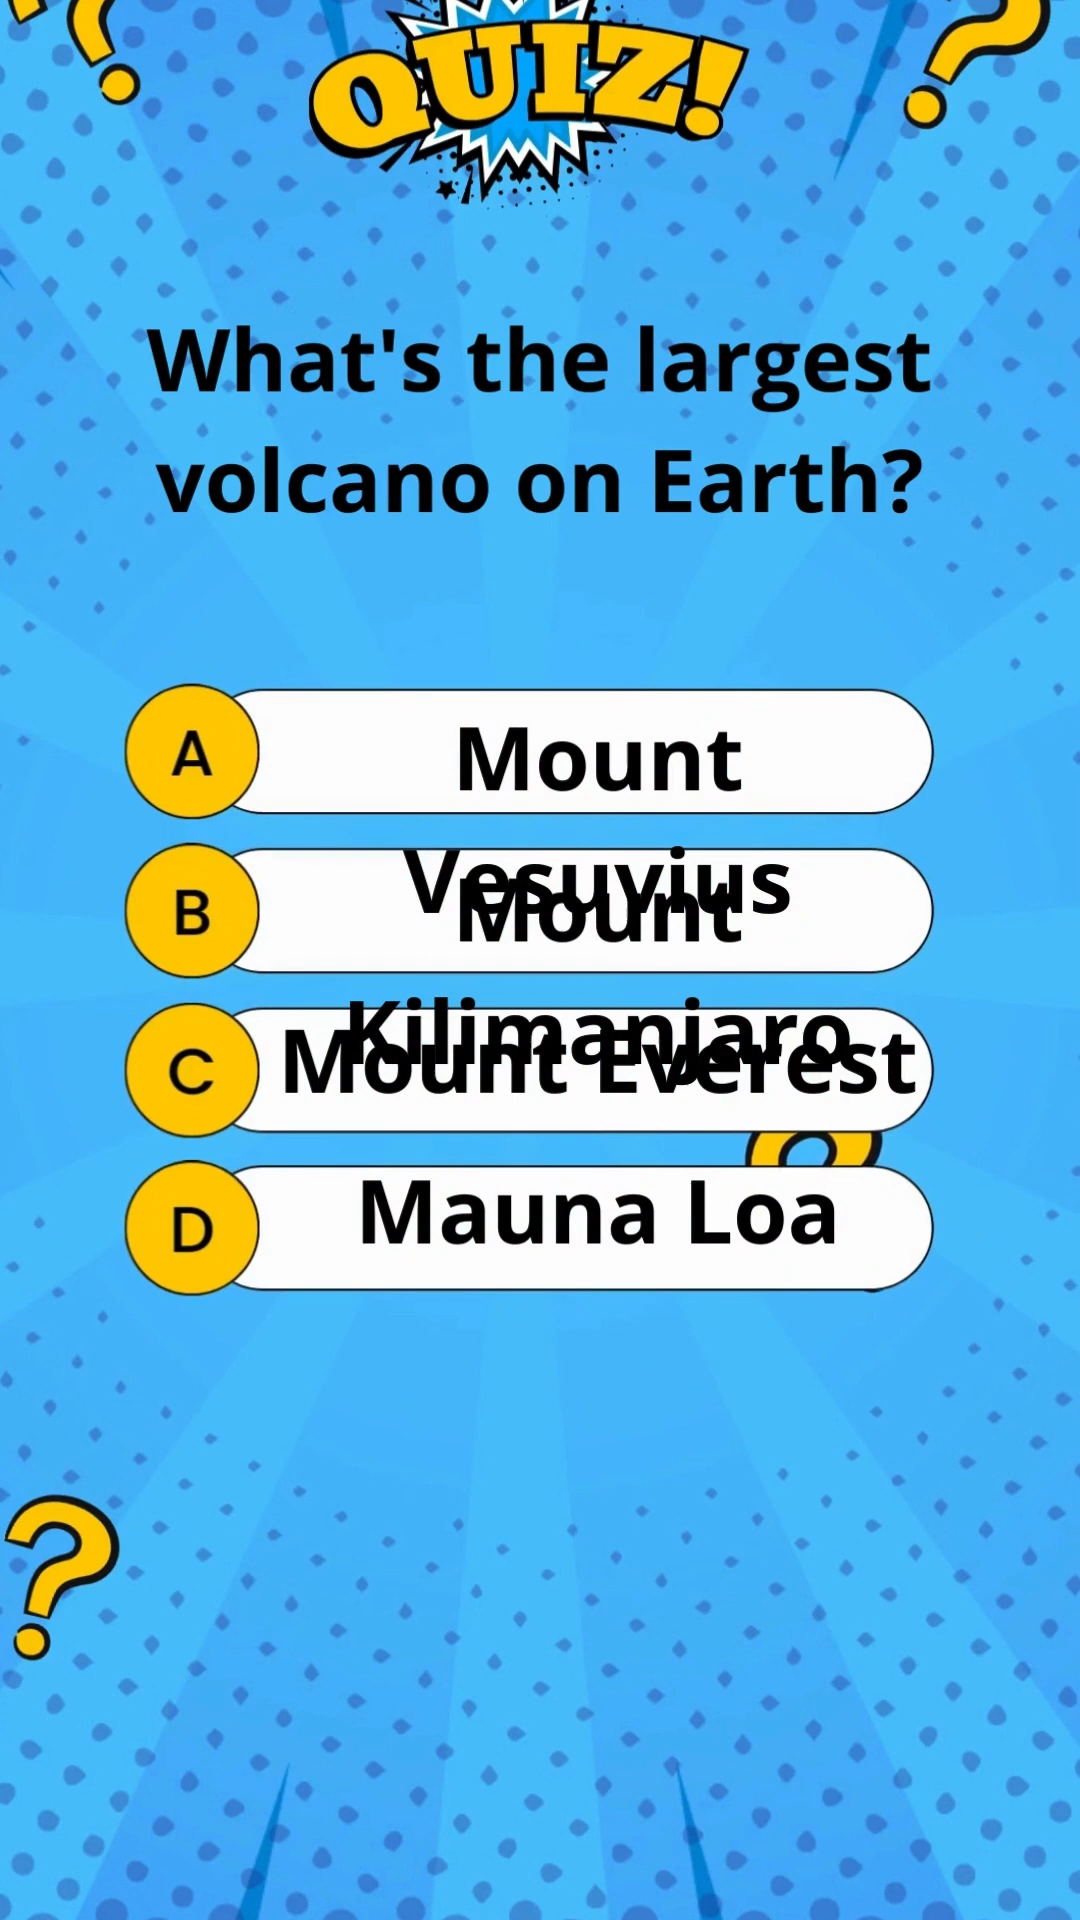 QUIZ!
What's the largest
volcano on Earth?
A
Mount
Vesuvius
B
Mount
Kilimanjaro
C
Mount Everest
D
Mauna Loa